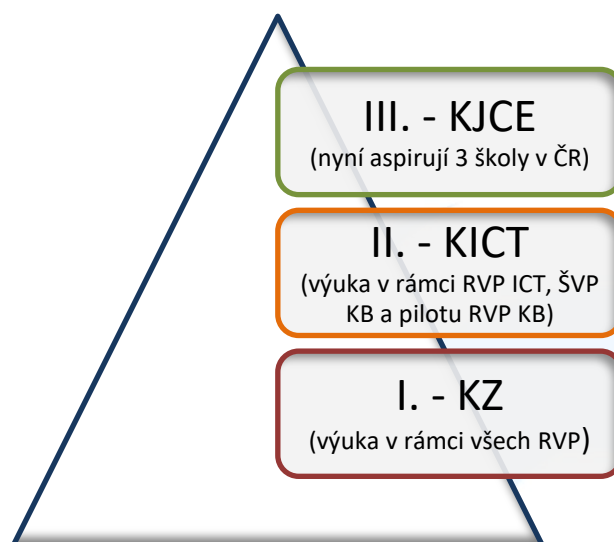 III. - KJCE
(nyní aspirují 3 školy v ČR)
II. - KICT
(výuka v rámci RVP ICT, ŠVP
KB a pilotu RVP KB)
I. - KZ
(výuka v rámci všech RVP)